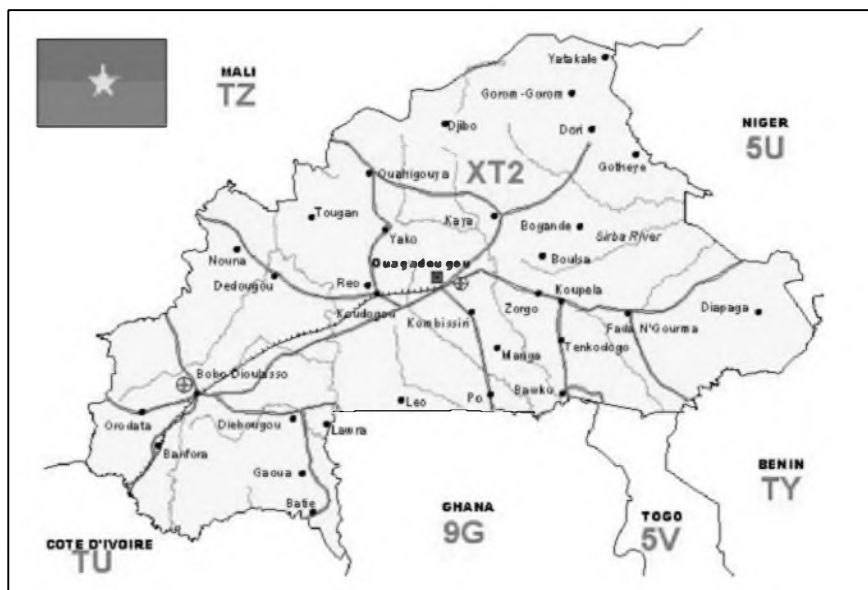 Yatakale
MALI
TZ
Gorom-Gorom
Djibo
Dori
NIGER
5U
Gotheye
Ouahigouya
XT2
Tougan
Kaya
Bogande
Yako
Sirba River
Nouna
Ouagadougou
Boulsa
Dedougou
Reo
Koupela
Zorgo
Diapaga
Koudogou
Kombissiri
Fada N'Gourma
Manga
Tenkodogo
Bobo Dioulasso
Leo
Po
Bawku
Orodata
Diebougou
Lawra
Banfora
Gaoua
BENIN
TY
Batie
GHANA
9G
TOGO
5V
COTE D'IVOIRE
TU